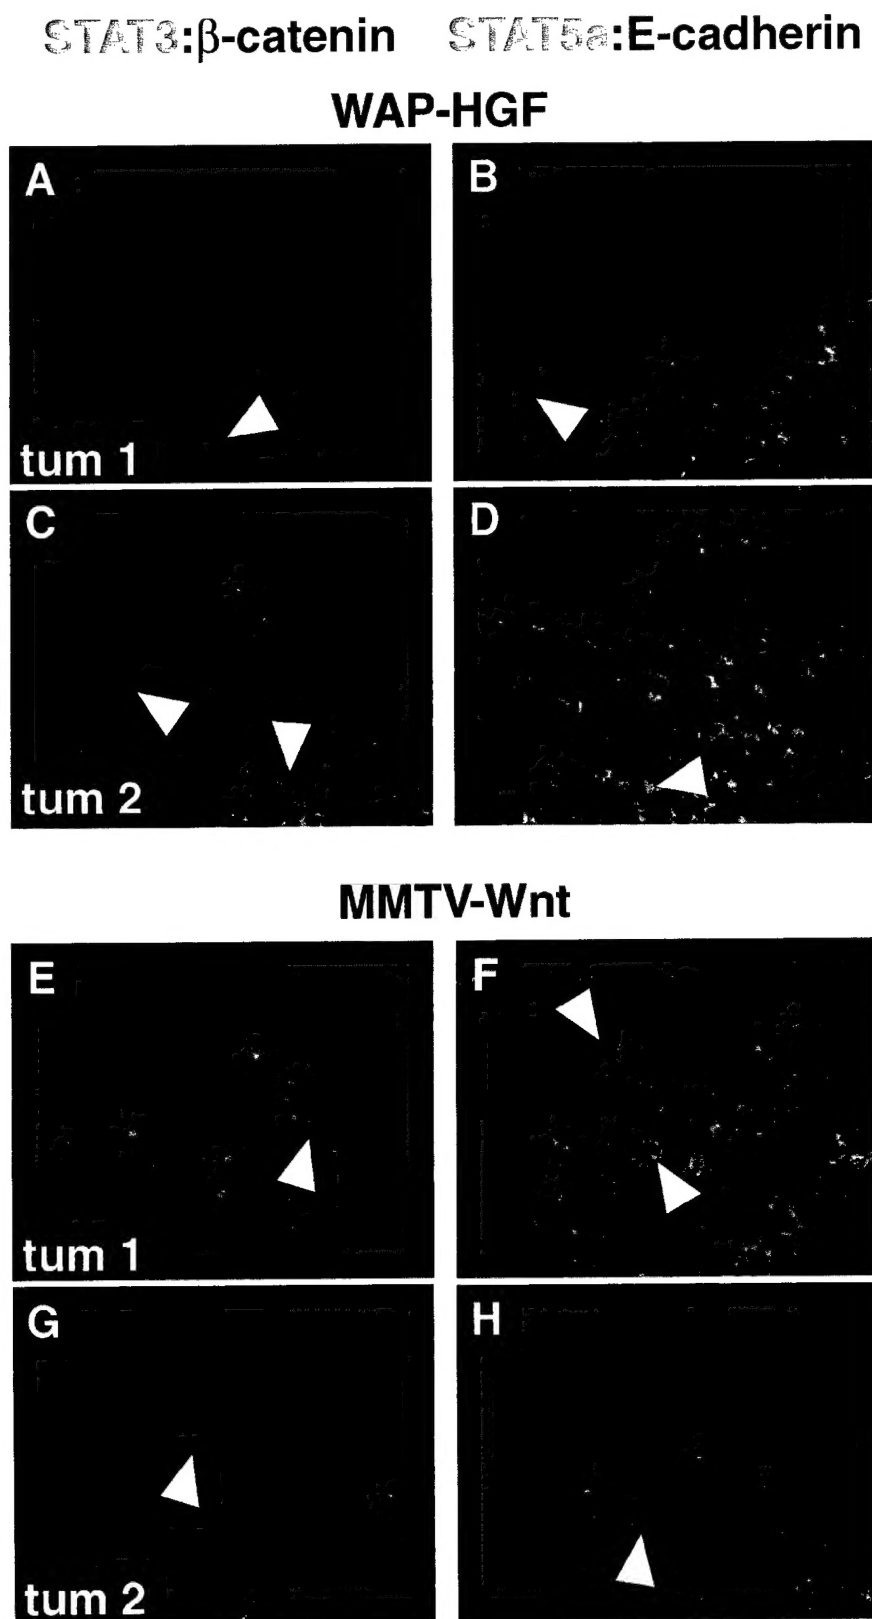 STAT3:β-catenin STAT5a:E-cadherin
WAP-HGF
A B
tum 1
C D
tum 2
MMTV-Wnt
E F
tum 1
G H
tum 2